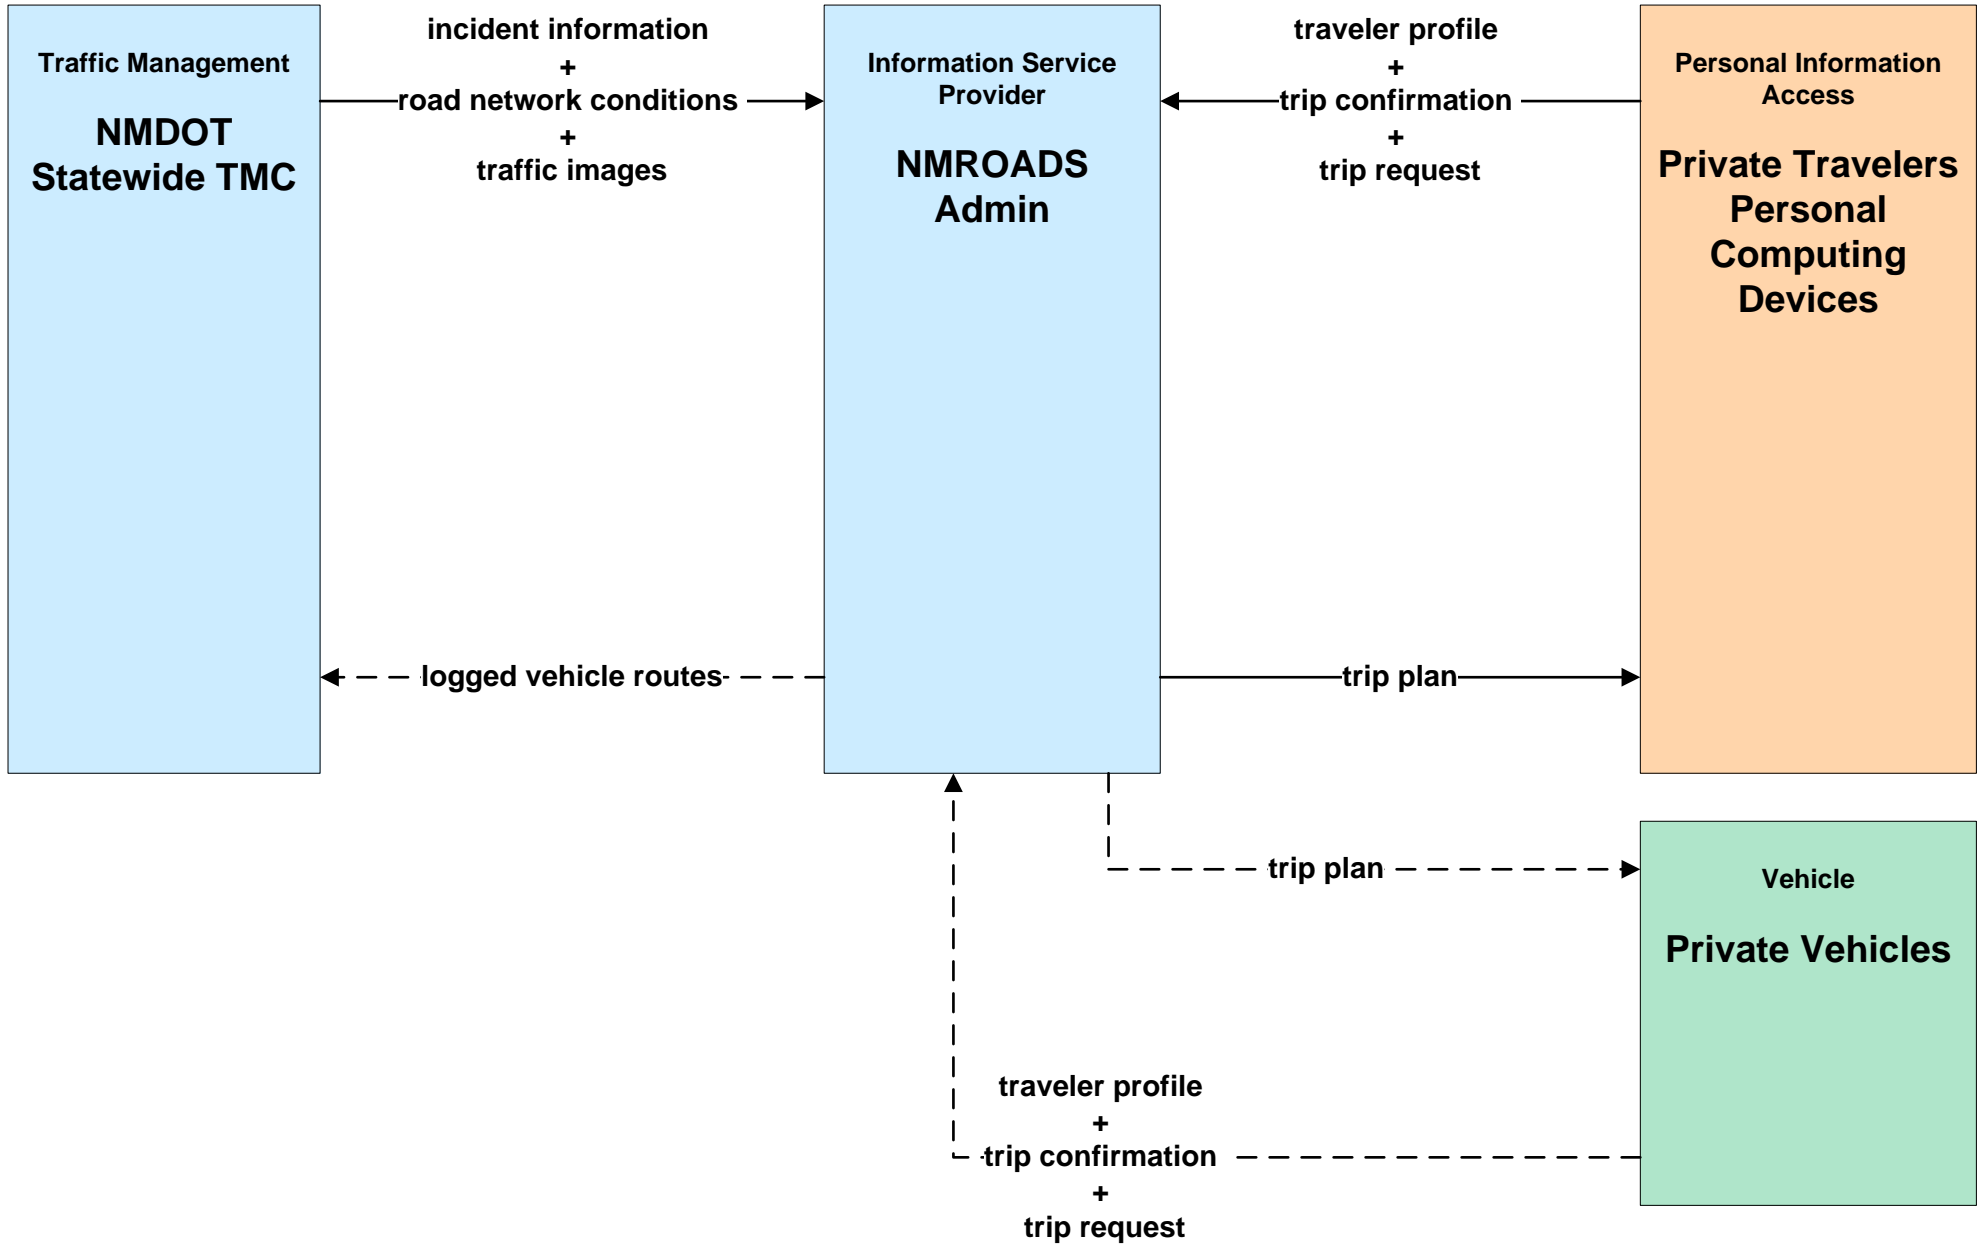 Traffic Management
NMDOT
Statewide TMC
incident information
+
road network conditions
+
traffic images
Information Service
Provider
NMROADS
Admin
traveler profile
+
trip confirmation
+
trip request
Personal Information
Access
Private Travelers
Personal
Computing
Devices
logged vehicle routes
trip plan
trip plan
Vehicle
Private Vehicles
traveler profile
+
trip confirmation
+
trip request